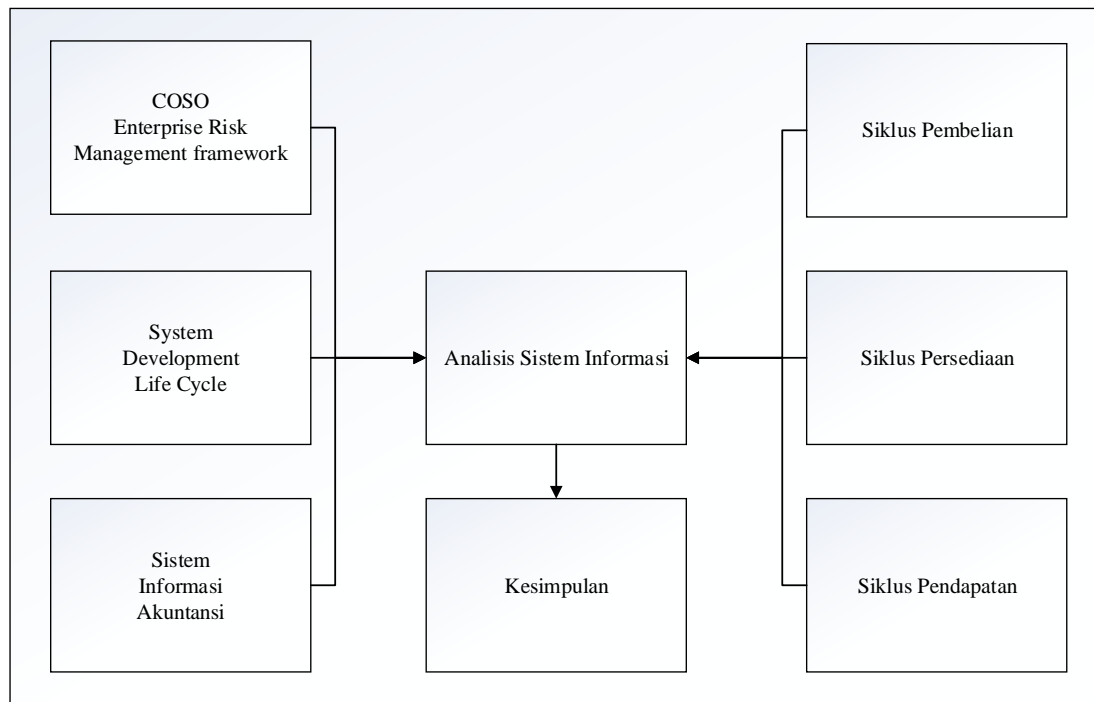 COSO
Enterprise Risk
Management framework
System
Development
Life Cycle
Sistem
Informasi
Akuntansi
Analisis Sistem Informasi
Kesimpulan
Siklus Pembelian
Siklus Persediaan
Siklus Pendapatan